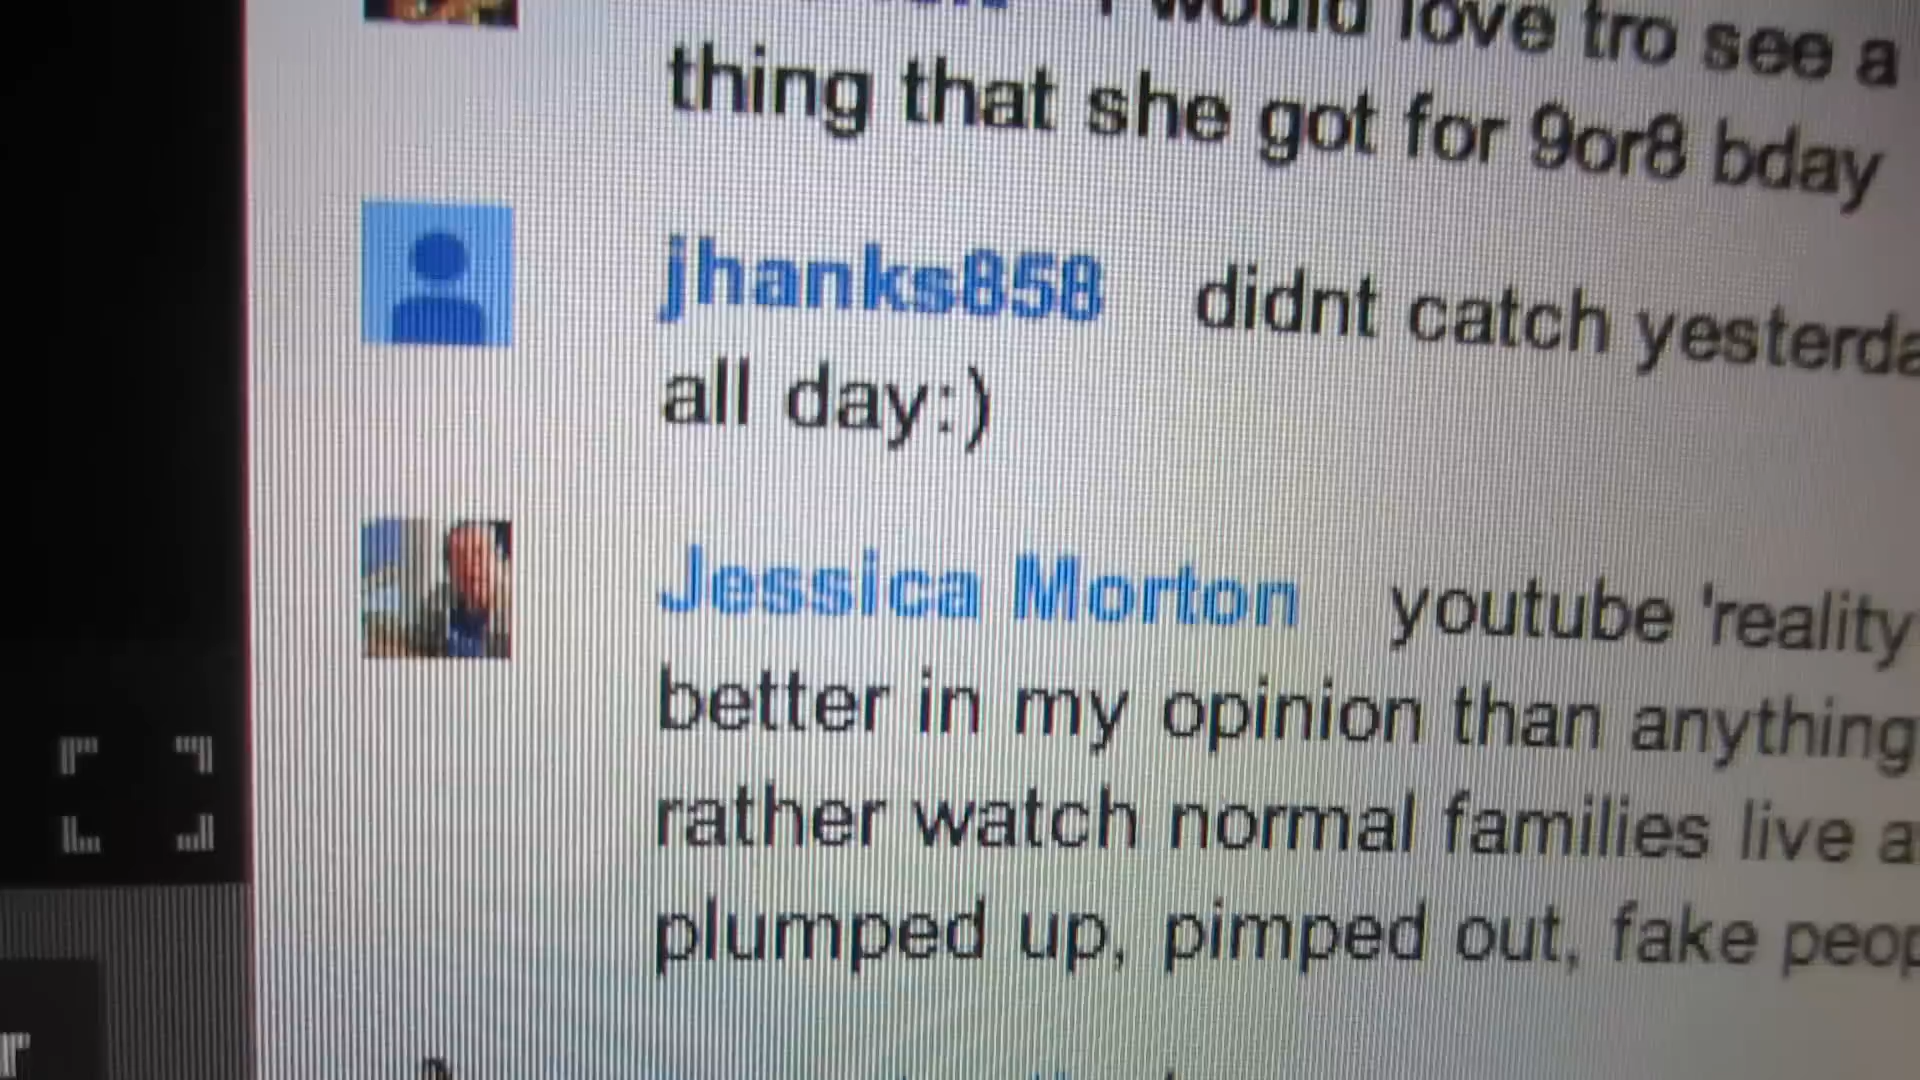 would love tro see a
thing that she got for 9or8 bday
jhanks858 didnt catch yesterda
all day:)
Jessica Morton youtube 'reality
better in my opinion than anything
rather watch normal families live a
plumped up, pimped out, fake peop
r